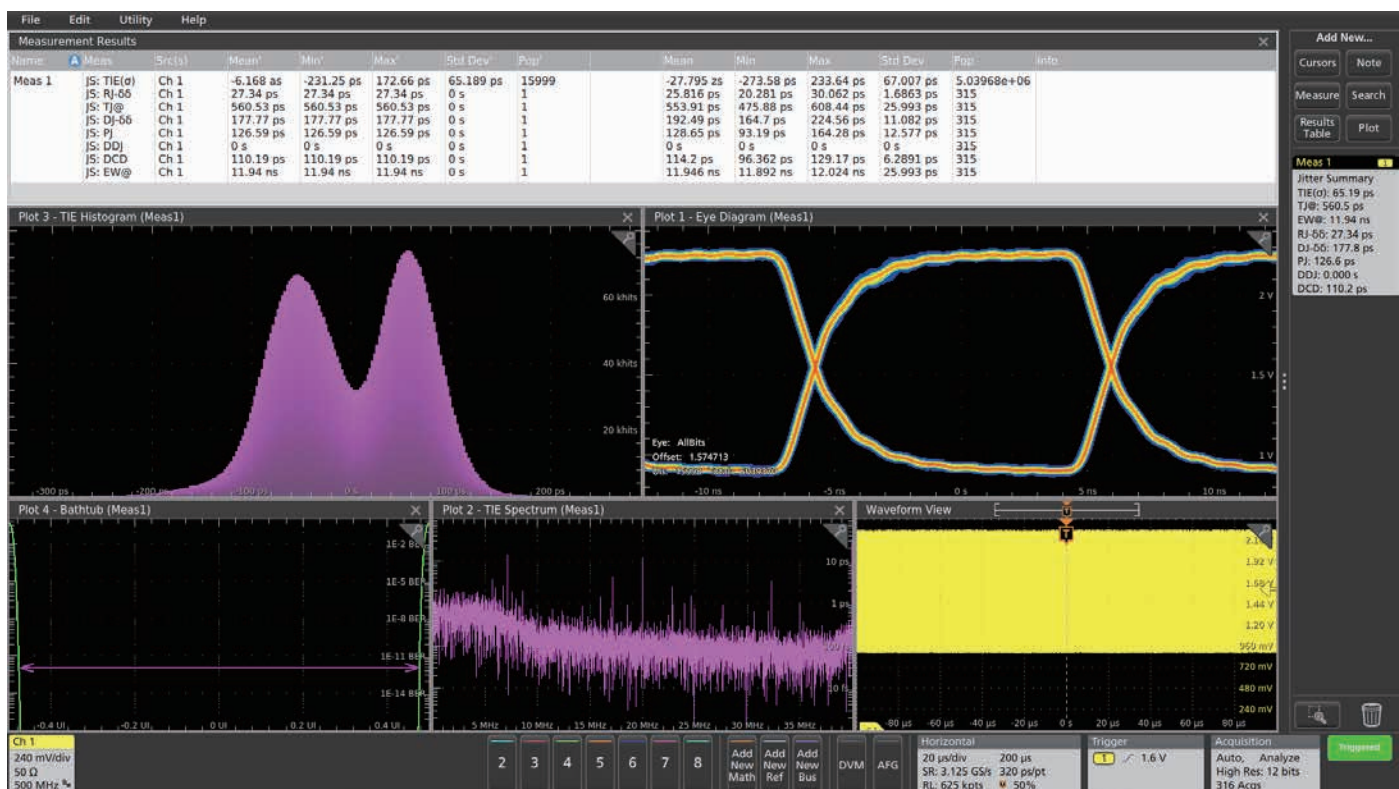 File Edit Utility Help
Measurement Results
Name Meas Src(s) Mean' Min' Max' Std Dev' Pop' Mean Min Max Std Dev Pop Info
Meas 1 JS: TIE(σ) Ch 1 -6.168 as -231.25 ps 172.66 ps 65.189 ps 15999 -27.795 zs -273.58 ps 233.64 ps 67.007 ps 5.03968e+06
JS: RJ-δδ Ch 1 27.34 ps 27.34 ps 27.34 ps 0 s 1 25.816 ps 20.281 ps 30.062 ps 1.6863 ps 315
JS: TJ@ Ch 1 560.53 ps 560.53 ps 560.53 ps 0 s 1 553.91 ps 475.88 ps 608.44 ps 25.993 ps 315
JS: DJ-δδ Ch 1 177.77 ps 177.77 ps 177.77 ps 0 s 1 192.49 ps 164.7 ps 224.56 ps 11.082 ps 315
JS: PJ Ch 1 126.59 ps 126.59 ps 126.59 ps 0 s 1 128.65 ps 93.19 ps 164.28 ps 12.577 ps 315
JS: DDJ Ch 1 0 s 0 s 0 s 0 s 1 0 s 0 s 0 s 0 s 315
JS: DCD Ch 1 110.19 ps 110.19 ps 110.19 ps 0 s 1 114.2 ps 96.362 ps 129.17 ps 6.2891 ps 315
JS: EW@ Ch 1 11.94 ns 11.94 ns 11.94 ns 0 s 1 11.946 ns 11.892 ns 12.024 ns 25.993 ps 315
Plot 3 - TIE Histogram (Meas1)
60 khits
40 khits
20 khits
-300 ps -200 ps -100 ps 0 s 100 ps 200 ps
Plot 1 - Eye Diagram (Meas1)
2 V
1.5 V
1 V
Eye: AllBits
Offset: 1.574713
-10 ns -5 ns 0 s 5 ns 10 ns
Plot 4 - Bathtub (Meas1)
1E-2 BER
1E-5 BER
1E-8 BER
1E-11 BER
1E-14 BER
-0.4 UI -0.2 UI 0 UI 0.2 UI 0.4 UI
Plot 2 - TIE Spectrum (Meas1)
10 ps
1 ps
10 fs
5 MHz 10 MHz 15 MHz 20 MHz 25 MHz 30 MHz 35 MHz
Waveform View
T
1.92 V
1.44 V
1.20 V
960 mV
720 mV
480 mV
240 mV
-80 µs -60 µs -40 µs -20 µs 0 s 20 µs 40 µs 60 µs 80 µs
Add New...
Cursors Note
Measure Search
Results Table Plot
Meas 1 1
Jitter Summary
TIE(σ): 65.19 ps
TJ@: 560.5 ps
EW@: 11.94 ns
RJ-δδ: 27.34 ps
DJ-δδ: 177.8 ps
PJ: 126.6 ps
DDJ: 0.000 s
DCD: 110.2 ps
Ch 1
240 mV/div
50 Ω
500 MHz
2 3 4 5 6 7 8
Add New Math
Add New Ref
Add New Bus
DVM AFG
Horizontal
20 µs/div 200 µs
SR: 3.125 GS/s 320 ps/pt
RL: 625 kpts 50%
Trigger
1 1.6 V
Acquisition
Auto, Analyze
High Res: 12 bits
316 Acqs
Triggered